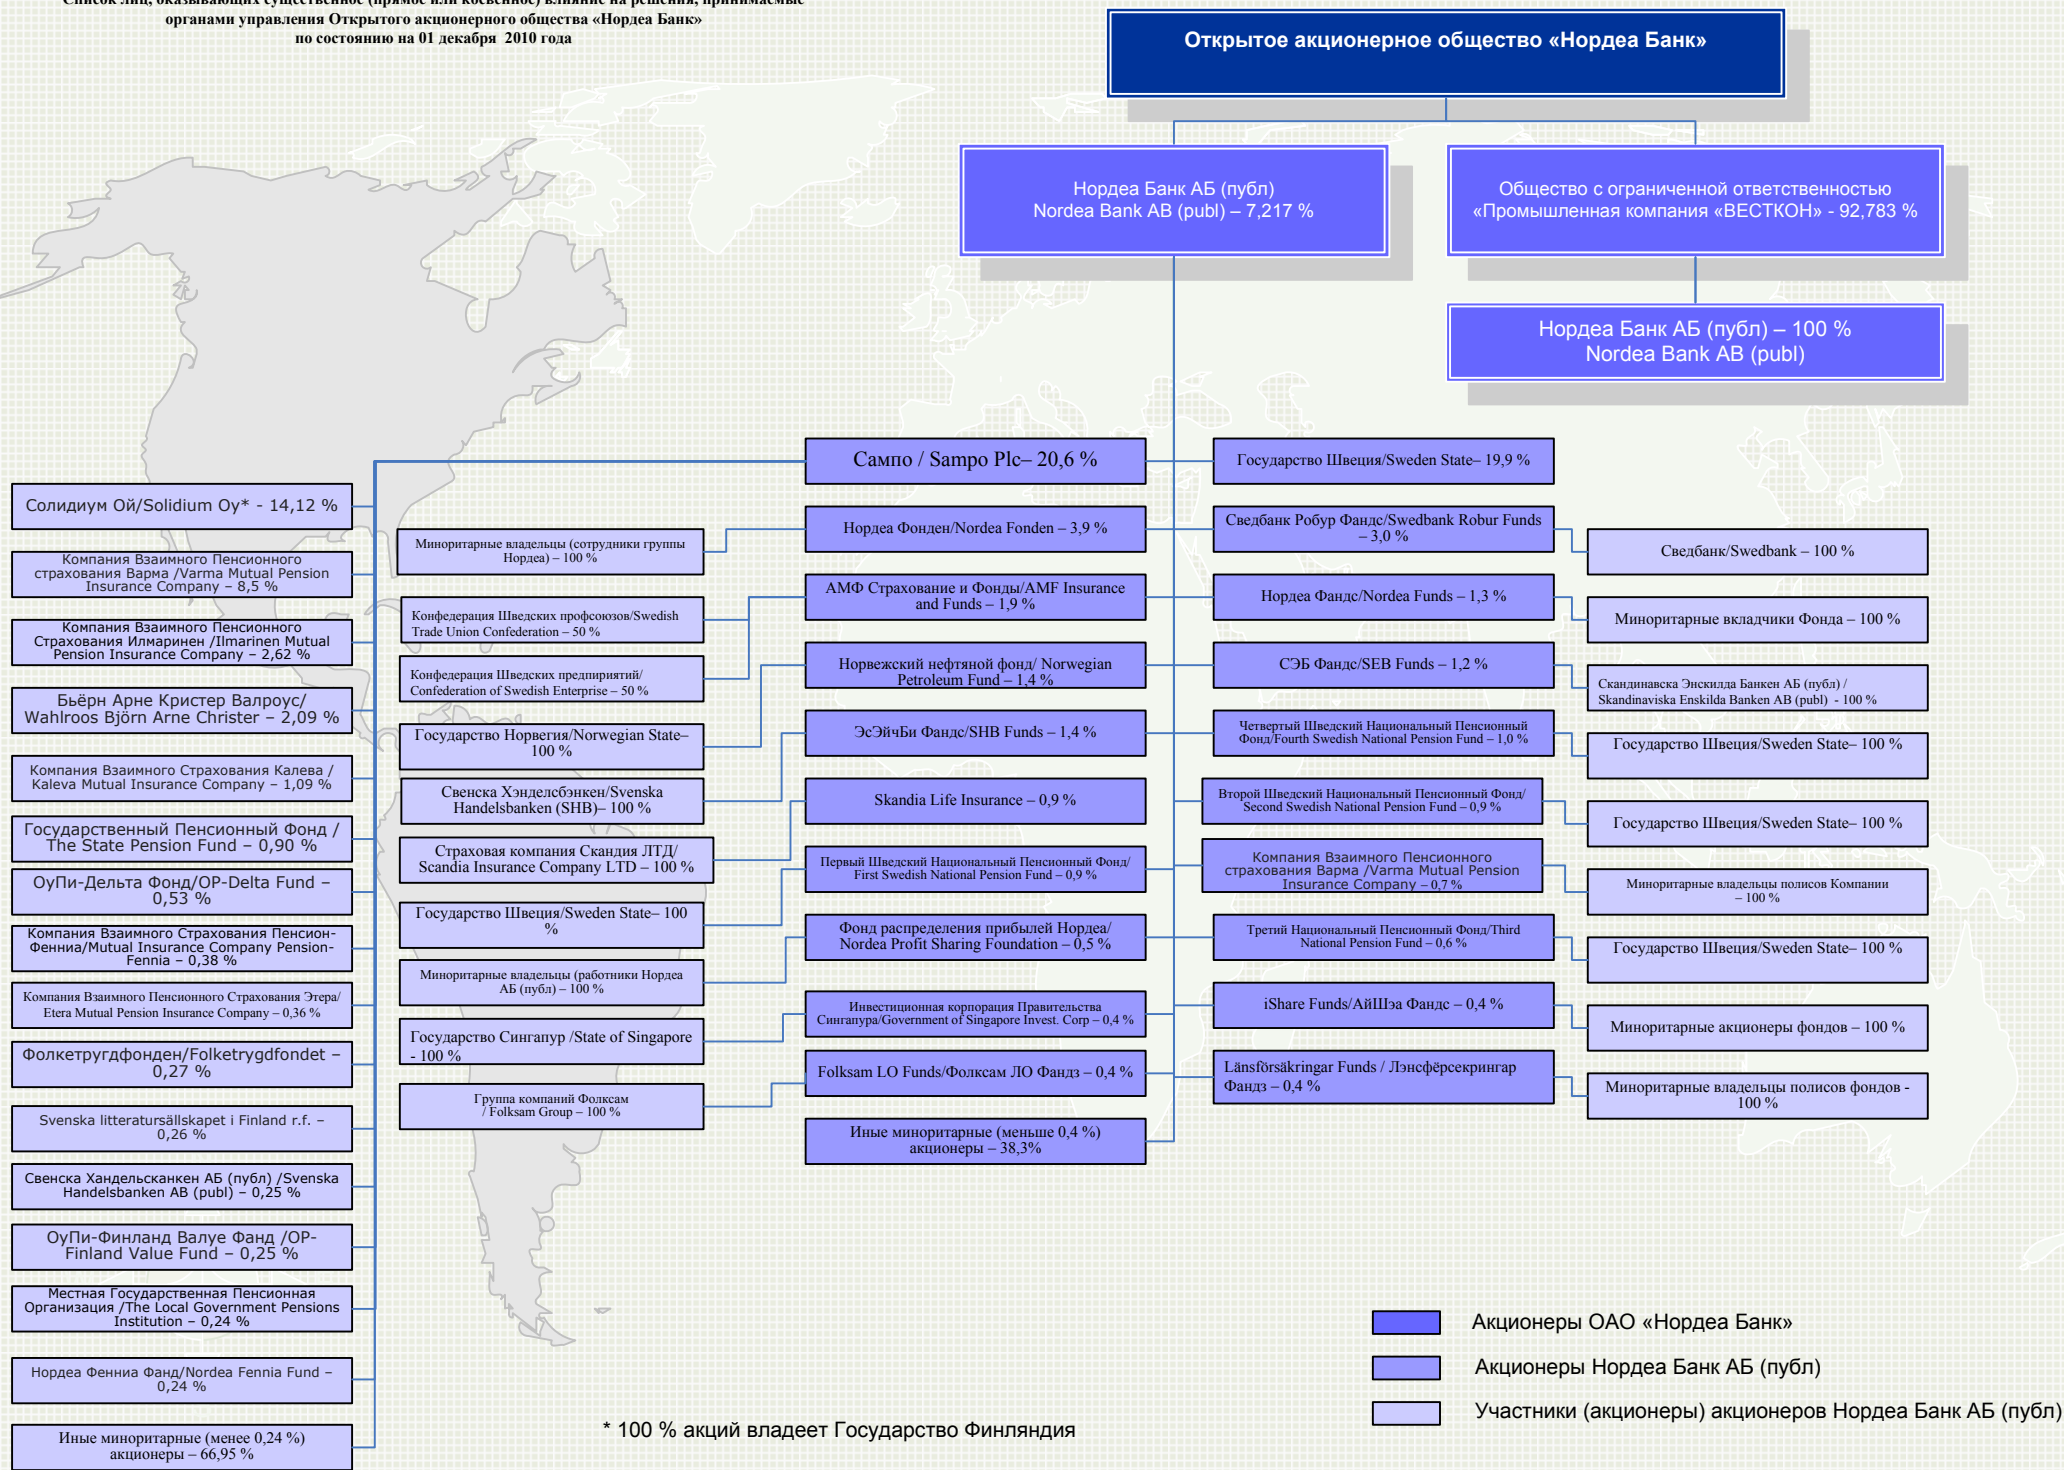 Список лиц, оказывающих существенное (прямое или косвенное) влияние на решения, принимаемые
органами управления Открытого акционерного общества «Нордеа Банк»
по состоянию на 01 декабря 2010 года
Открытое акционерное общество «Нордеа Банк»
Нордеа Банк АБ (публ)
Nordea Bank AB (publ) – 7,217 %
Общество с ограниченной ответственностью
«Промышленная компания «ВЕСТКОН» - 92,783 %
Нордеа Банк АБ (публ) – 100 %
Nordea Bank AB (publ)
Солидиум Ой/Solidium Oy* - 14,12 %
Компания Взаимного Пенсионного
страхования Варма /Varma Mutual Pension
Insurance Company – 8,5 %
Компания Взаимного Пенсионного
Страхования Илмаринен /Ilmarinen Mutual
Pension Insurance Company – 2,62 %
Бьёрн Арне Кристер Валроус/
Wahlroos Björn Arne Christer – 2,09 %
Компания Взаимного Страхования Калева /
Kaleva Mutual Insurance Company – 1,09 %
Государственный Пенсионный Фонд /
The State Pension Fund – 0,90 %
ОуПи-Дельта Фонд/OP-Delta Fund –
0,53 %
Компания Взаимного Страхования Пенсион-
Фенниа/Mutual Insurance Company Pension-
Fennia – 0,38 %
Компания Взаимного Пенсионного Страхования Этера/
Etera Mutual Pension Insurance Company – 0,36 %
Фолкетругдфонден/Folketrygdfondet –
0,27 %
Svenska litteratursällskapet i Finland r.f. –
0,26 %
Свенска Хандельсканкен АБ (публ) /Svenska
Handelsbanken AB (publ) – 0,25 %
ОуПи-Финланд Валуе Фанд /OP-
Finland Value Fund – 0,25 %
Местная Государственная Пенсионная
Организация /The Local Government Pensions
Institution – 0,24 %
Нордеа Фенниа Фанд/Nordea Fennia Fund –
0,24 %
Иные миноритарные (менее 0,24 %)
акционеры – 66,95 %
Миноритарные владельцы (сотрудники группы
Нордеа) – 100 %
Конфедерация Шведских профсоюзов/Swedish
Trade Union Confederation – 50 %
Конфедерация Шведских предприятий/
Confederation of Swedish Enterprise – 50 %
Государство Норвегия/Norwegian State–
100 %
Свенска Хэнделсбэнкен/Svenska
Handelsbanken (SHB)– 100 %
Страховая компания Скандия ЛТД/
Scandia Insurance Company LTD – 100 %
Государство Швеция/Sweden State– 100
%
Миноритарные владельцы (работники Нордеа
АБ (публ) – 100 %
Государство Сингапур /State of Singapore
- 100 %
Группа компаний Фолксам
/ Folksam Group – 100 %
Сампо / Sampo Plc– 20,6 %
Нордеа Фонден/Nordea Fonden – 3,9 %
АМФ Страхование и Фонды/AMF Insurance
and Funds – 1,9 %
Норвежский нефтяной фонд/ Norwegian
Petroleum Fund – 1,4 %
ЭсЭйчБи Фандс/SHB Funds – 1,4 %
Skandia Life Insurance – 0,9 %
Первый Шведский Национальный Пенсионный Фонд/
First Swedish National Pension Fund – 0,9 %
Фонд распределения прибылей Нордеа/
Nordea Profit Sharing Foundation – 0,5 %
Инвестиционная корпорация Правительства
Сингапура/Government of Singapore Invest. Corp – 0,4 %
Folksam LO Funds/Фолксам ЛО Фандз – 0,4 %
Иные миноритарные (меньше 0,4 %)
акционеры – 38,3%
Государство Швеция/Sweden State– 19,9 %
Сведбанк Робур Фандс/Swedbank Robur Funds
– 3,0 %
Нордеа Фандс/Nordea Funds – 1,3 %
СЭБ Фандс/SEB Funds – 1,2 %
Четвертый Шведский Национальный Пенсионный
Фонд/Fourth Swedish National Pension Fund – 1,0 %
Второй Шведский Национальный Пенсионный Фонд/
Second Swedish National Pension Fund – 0,9 %
Компания Взаимного Пенсионного
страхования Варма /Varma Mutual Pension
Insurance Company – 0,7 %
Третий Национальный Пенсионный Фонд/Third
National Pension Fund – 0,6 %
iShare Funds/АйШэа Фандс – 0,4 %
Länsförsäkringar Funds / Лэнсфёрсекрингар
Фандз – 0,4 %
Сведбанк/Swedbank – 100 %
Миноритарные вкладчики Фонда – 100 %
Скандинавска Энскилда Банкен АБ (публ) /
Skandinaviska Enskilda Banken AB (publ) - 100 %
Государство Швеция/Sweden State– 100 %
Государство Швеция/Sweden State– 100 %
Миноритарные владельцы полисов Компании
– 100 %
Государство Швеция/Sweden State– 100 %
Миноритарные акционеры фондов – 100 %
Миноритарные владельцы полисов фондов -
100 %
Акционеры ОАО «Нордеа Банк»
Акционеры Нордеа Банк АБ (публ)
Участники (акционеры) акционеров Нордеа Банк АБ (публ)
* 100 % акций владеет Государство Финляндия